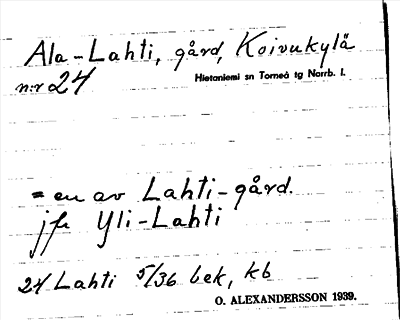 Ala-Lahti, gård, Koivukylä
n:r 24
Hietaniemi sn Torneå tg Norrb. l.
= en av Lahti-gård.
jfr Yli-Lahti
24 Lahti 5/36 bek, kb
O. ALEXANDERSSON 1939.